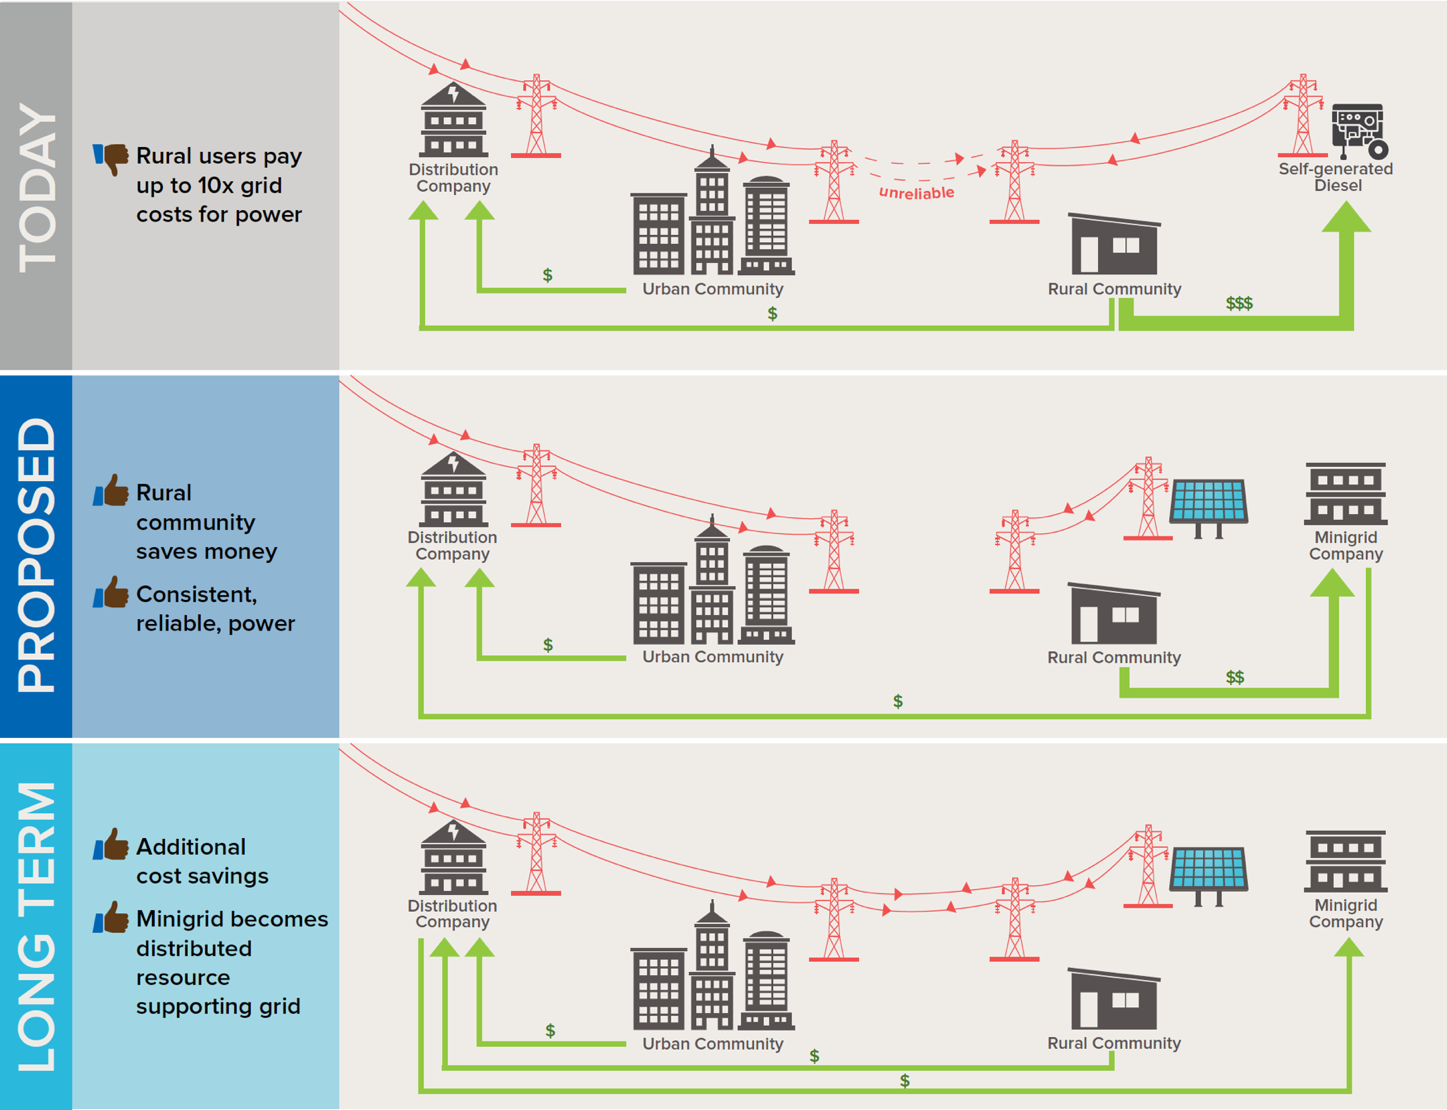 TODAY
Rural users pay
up to 10x grid
costs for power
Distribution
Company
unreliable
Self-generated
Diesel
$
Urban Community
Rural Community
$
$$$
PROPOSED
Rural
community
saves money
Consistent,
reliable, power
Distribution
Company
Minigrid
Company
$
Urban Community
Rural Community
$$
$
LONG TERM
Additional
cost savings
Minigrid becomes
distributed
resource
supporting grid
Distribution
Company
Minigrid
Company
$
Urban Community
Rural Community
$
$